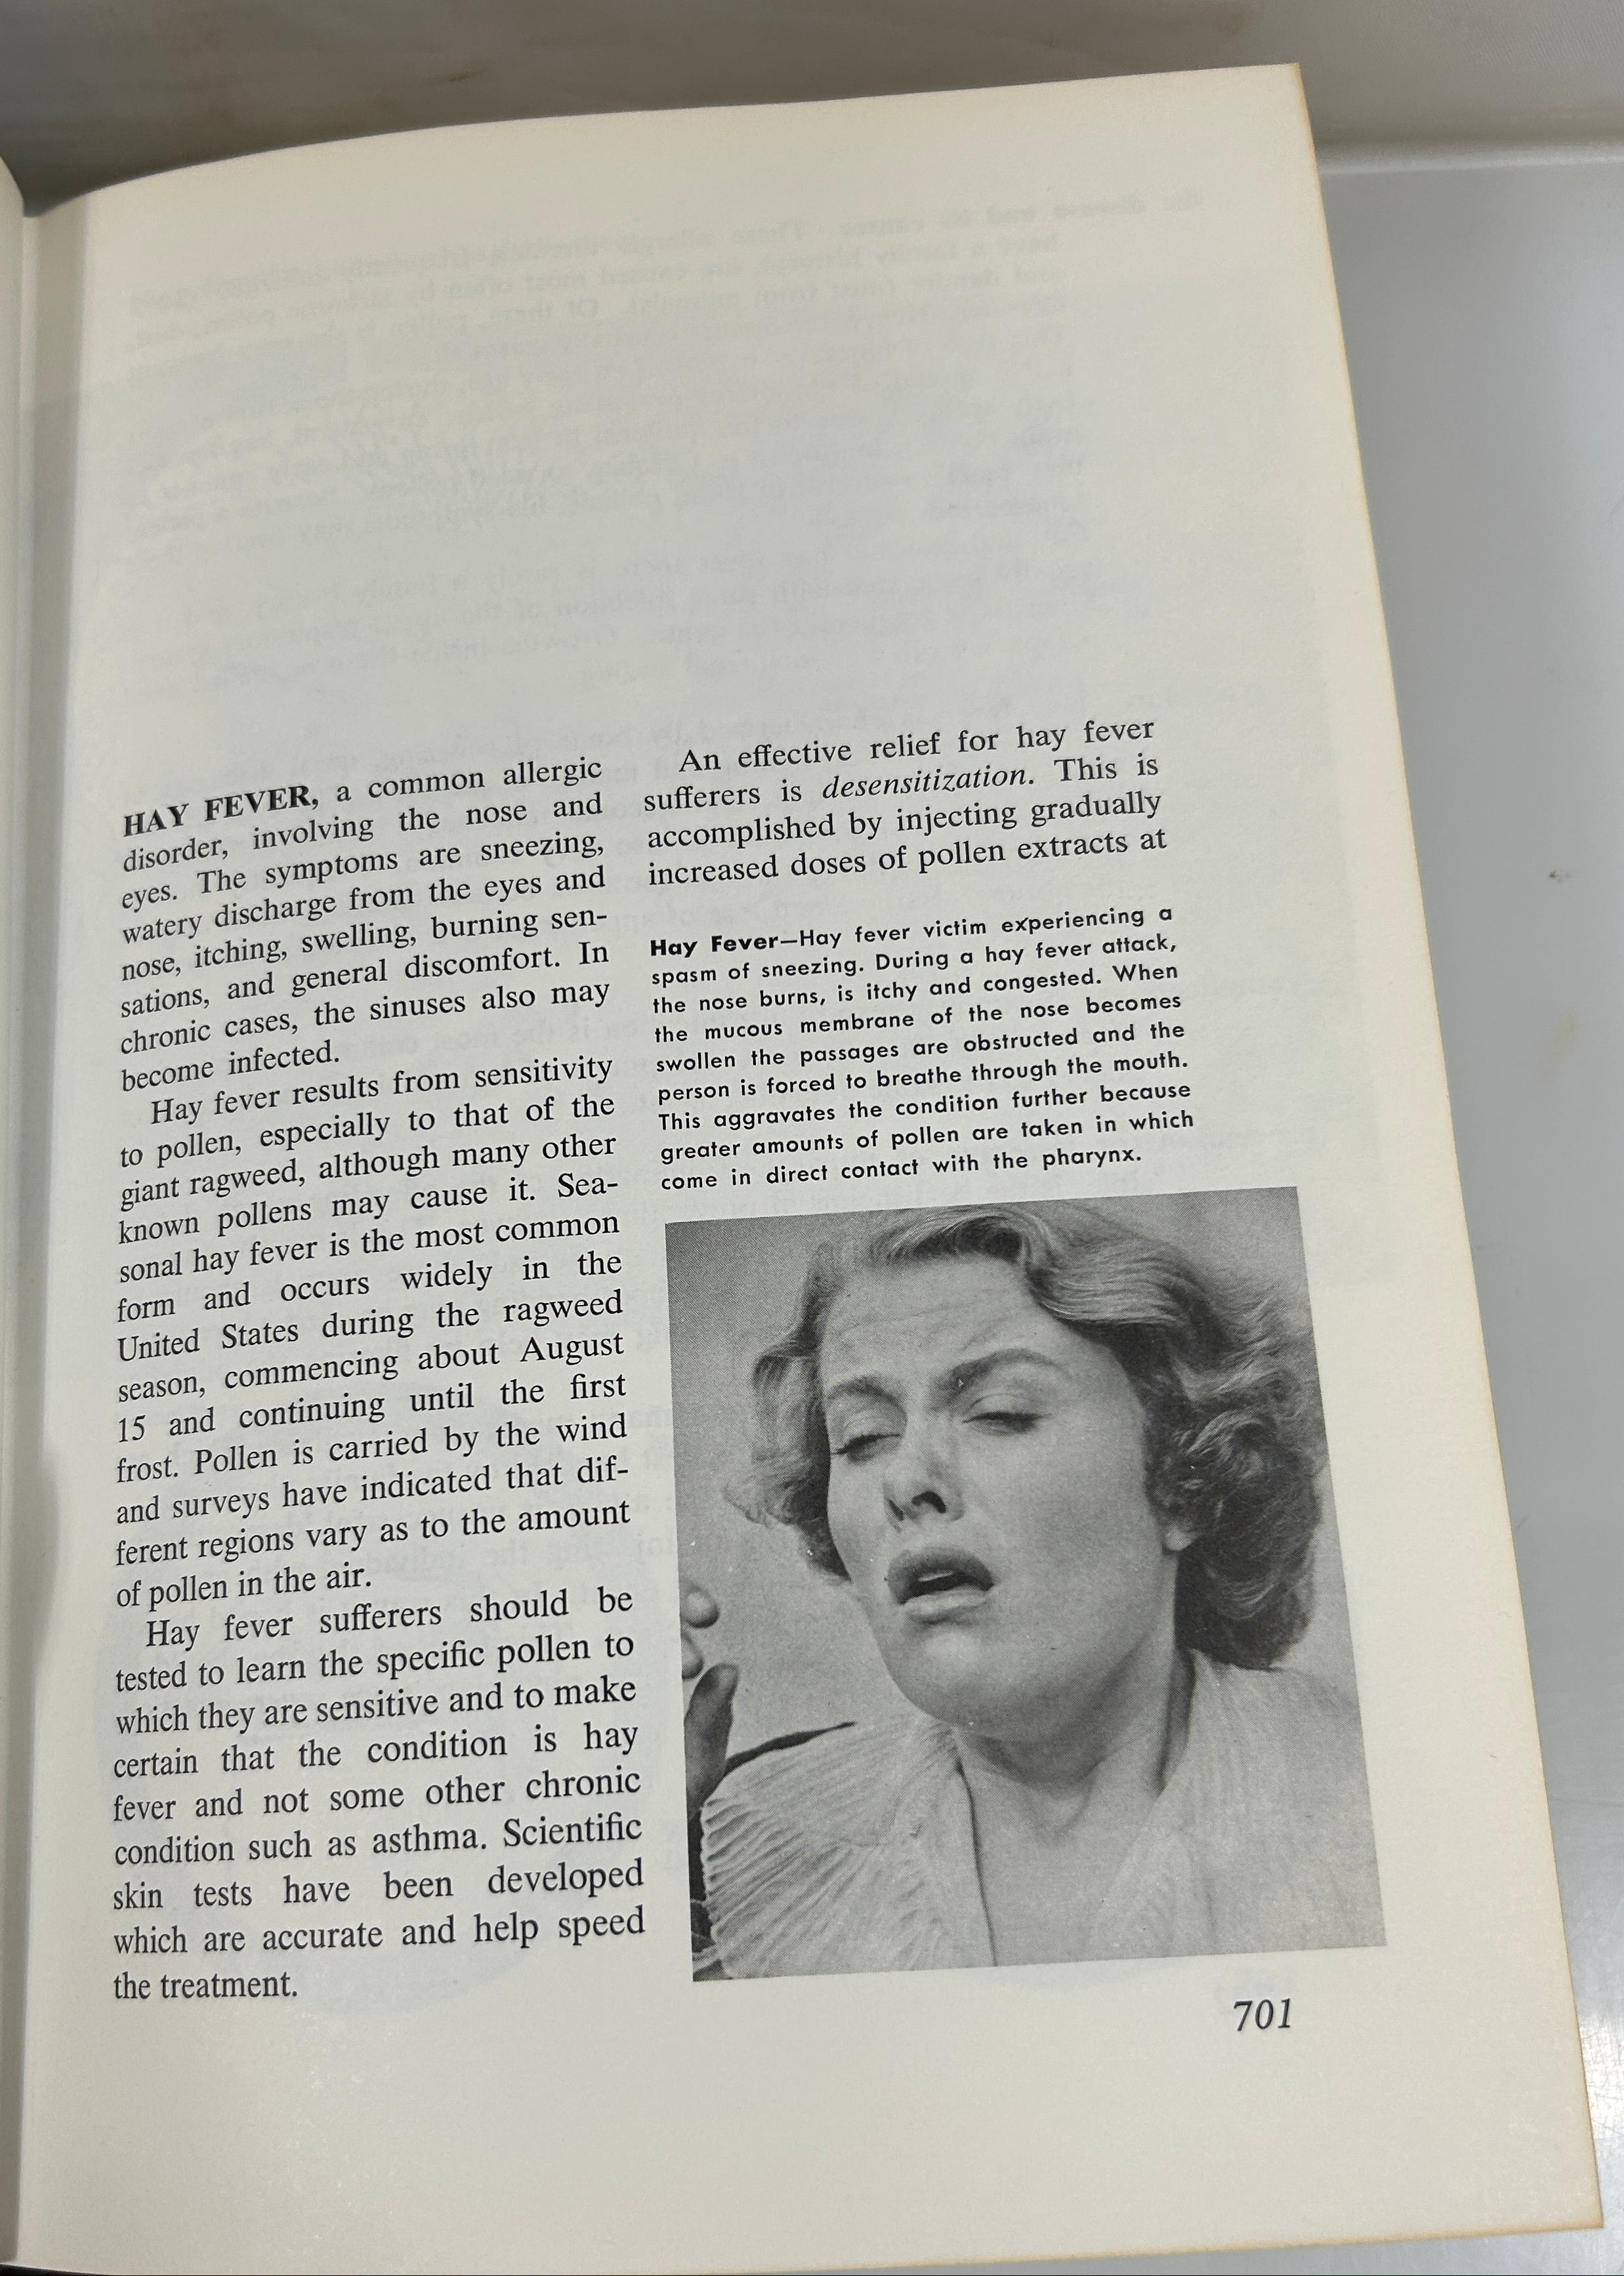 HAY FEVER, a common allergic
disorder, involving the nose and
eyes. The symptoms are sneezing,
watery discharge from the eyes and
nose, itching, swelling, burning sen-
sations, and general discomfort. In
chronic cases, the sinuses also may
become infected.
Hay fever results from sensitivity
to pollen, especially to that of the
giant ragweed, although many other
known pollens may cause it. Sea-
sonal hay fever is the most common
form and occurs widely in the
United States during the ragweed
season, commencing about August
15 and continuing until the first
frost. Pollen is carried by the wind
and surveys have indicated that dif-
ferent regions vary as to the amount
of pollen in the air.
Hay fever sufferers should be
tested to learn the specific pollen to
which they are sensitive and to make
certain that the condition is hay
fever and not some other chronic
condition such as asthma. Scientific
skin tests have been developed
which are accurate and help speed
the treatment.
An effective relief for hay fever
sufferers is desensitization. This is
accomplished by injecting gradually
increased doses of pollen extracts at
Hay Fever—Hay fever victim experiencing a
spasm of sneezing. During a hay fever attack,
the nose burns, is itchy and congested. When
the mucous membrane of the nose becomes
swollen the passages are obstructed and the
person is forced to breathe through the mouth.
This aggravates the condition further because
greater amounts of pollen are taken in which
come in direct contact with the pharynx.
701